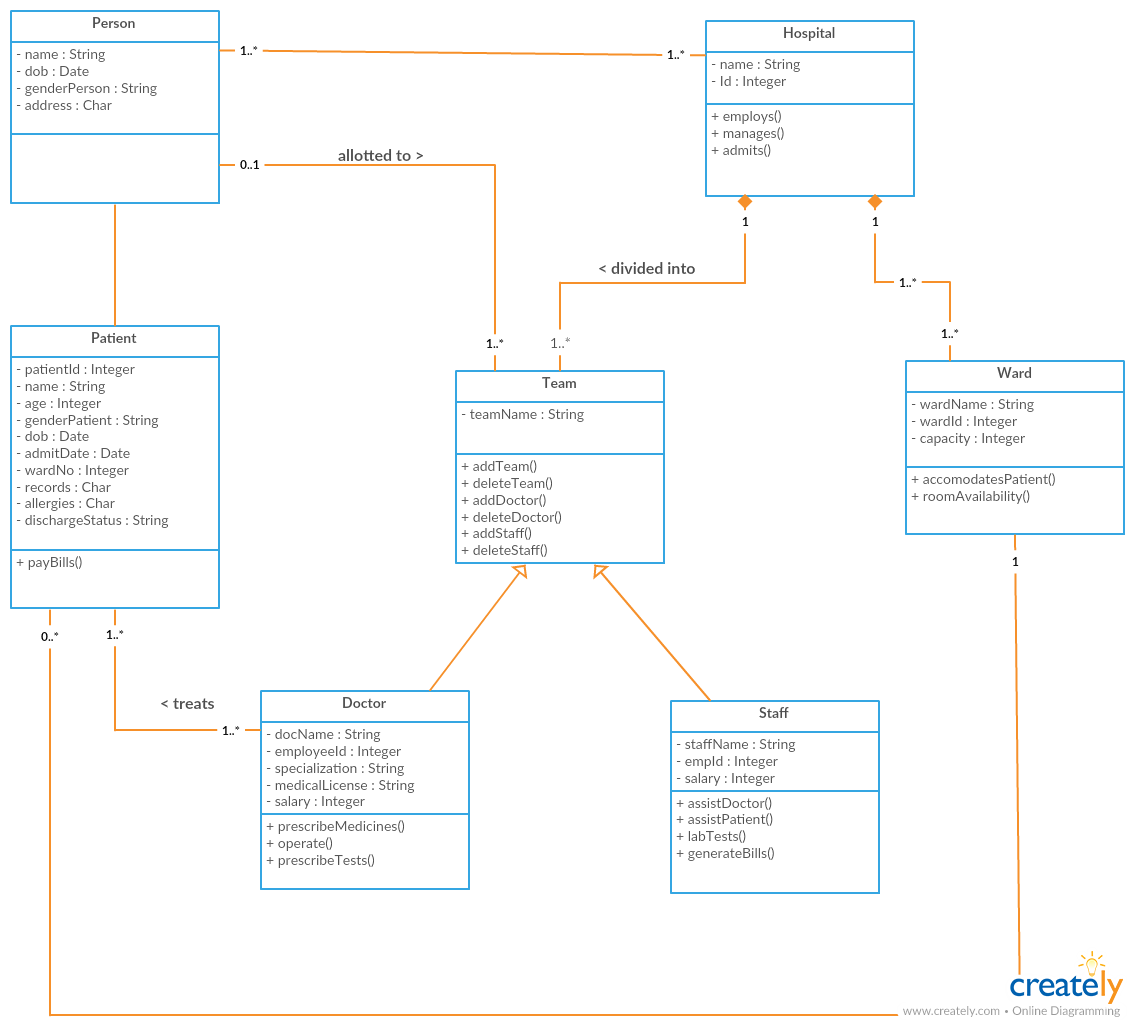 Person
- name : String
- dob : Date
- genderPerson : String
- address : Char
1..*
1..*
Hospital
- name : String
- Id : Integer
+ employs()
+ manages()
+ admits()
0..1
allotted to >
1
1
< divided into
1..*
1..*
1..*
1..*
Patient
- patientId : Integer
- name : String
- age : Integer
- genderPatient : String
- dob : Date
- admitDate : Date
- wardNo : Integer
- records : Char
- allergies : Char
- dischargeStatus : String
+ payBills()
Team
- teamName : String
+ addTeam()
+ deleteTeam()
+ addDoctor()
+ deleteDoctor()
+ addStaff()
+ deleteStaff()
Ward
- wardName : String
- wardId : Integer
- capacity : Integer
+ accomodatesPatient()
+ roomAvailability()
1
0..*
1..*
< treats
1..*
Doctor
- docName : String
- employeeId : Integer
- specialization : String
- medicalLicense : String
- salary : Integer
+ prescribeMedicines()
+ operate()
+ prescribeTests()
Staff
- staffName : String
- empId : Integer
- salary : Integer
+ assistDoctor()
+ assistPatient()
+ labTests()
+ generateBills()
creately
www.creately.com • Online Diagramming